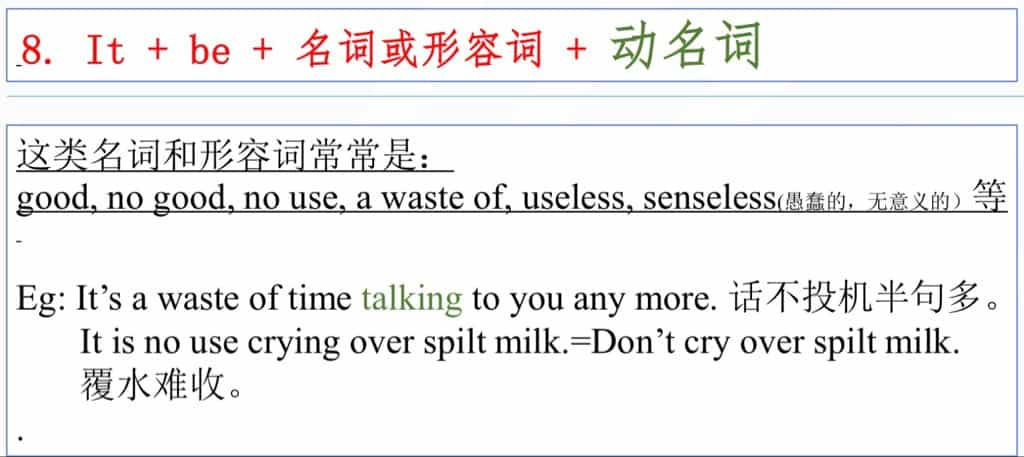 8. It + be + 名词或形容词 + 动名词
这类名词和形容词常常是：
good, no good, no use, a waste of, useless, senseless(愚蠢的，无意义的）等
Eg: It’s a waste of time talking to you any more. 话不投机半句多。
It is no use crying over spilt milk.=Don’t cry over spilt milk.
覆水难收。
.